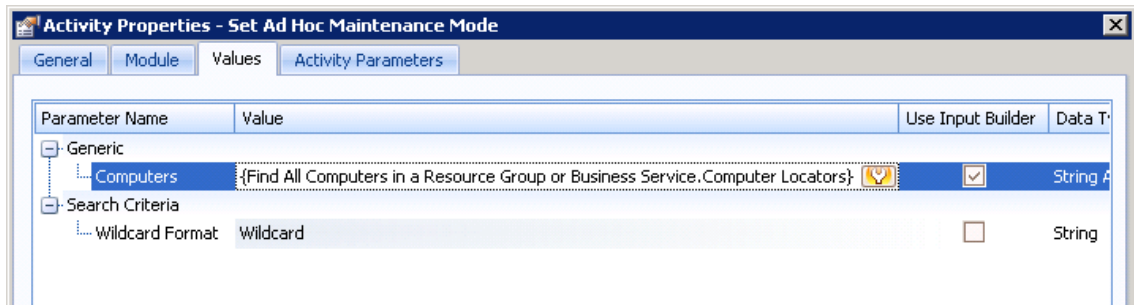 Activity Properties - Set Ad Hoc Maintenance Mode
General Module Values Activity Parameters
Parameter Name Value Use Input Builder Data T
Generic
Computers {Find All Computers in a Resource Group or Business Service.Computer Locators} String A
Search Criteria
Wildcard Format Wildcard String